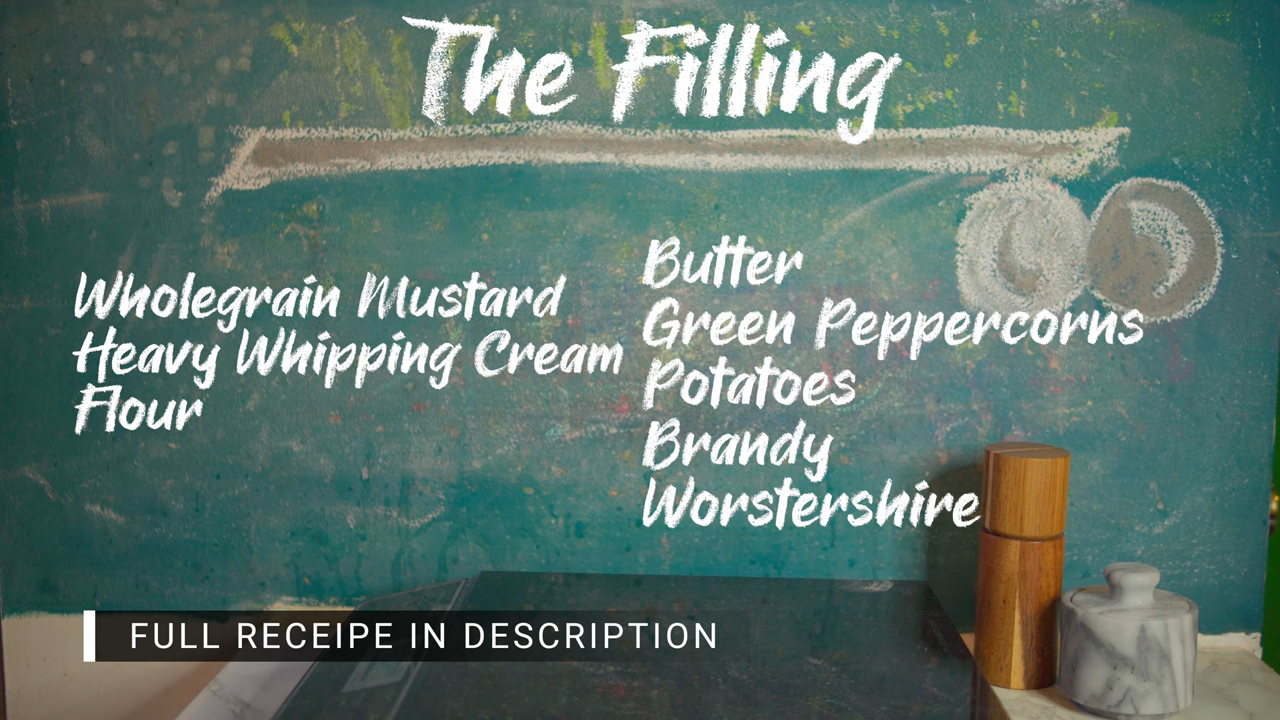 The Filling
Wholegrain Mustard
Heavy Whipping Cream
Flour
Butter
Green Peppercorns
Potatoes
Brandy
Worstershire
FULL RECEIPE IN DESCRIPTION